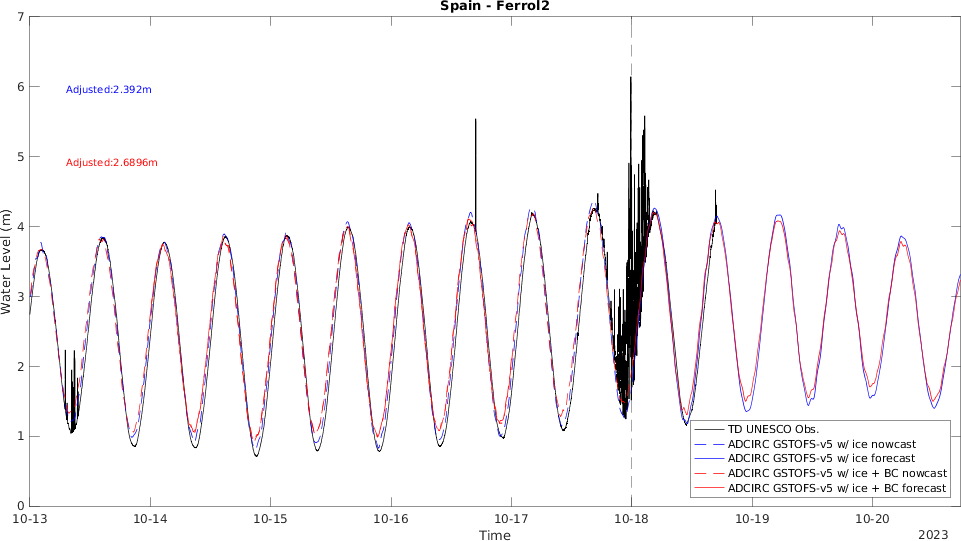 Spain - Ferrol2
7
6
5
4
3
2
1
0
Water Level (m)
Adjusted:2.392m
Adjusted:2.6896m
TD UNESCO Obs.
ADCIRC GSTOFS-v5 w/ ice nowcast
ADCIRC GSTOFS-v5 w/ ice forecast
ADCIRC GSTOFS-v5 w/ ice + BC nowcast
ADCIRC GSTOFS-v5 w/ ice + BC forecast
10-13 10-14 10-15 10-16 10-17 10-18 10-19 10-20
Time
2023